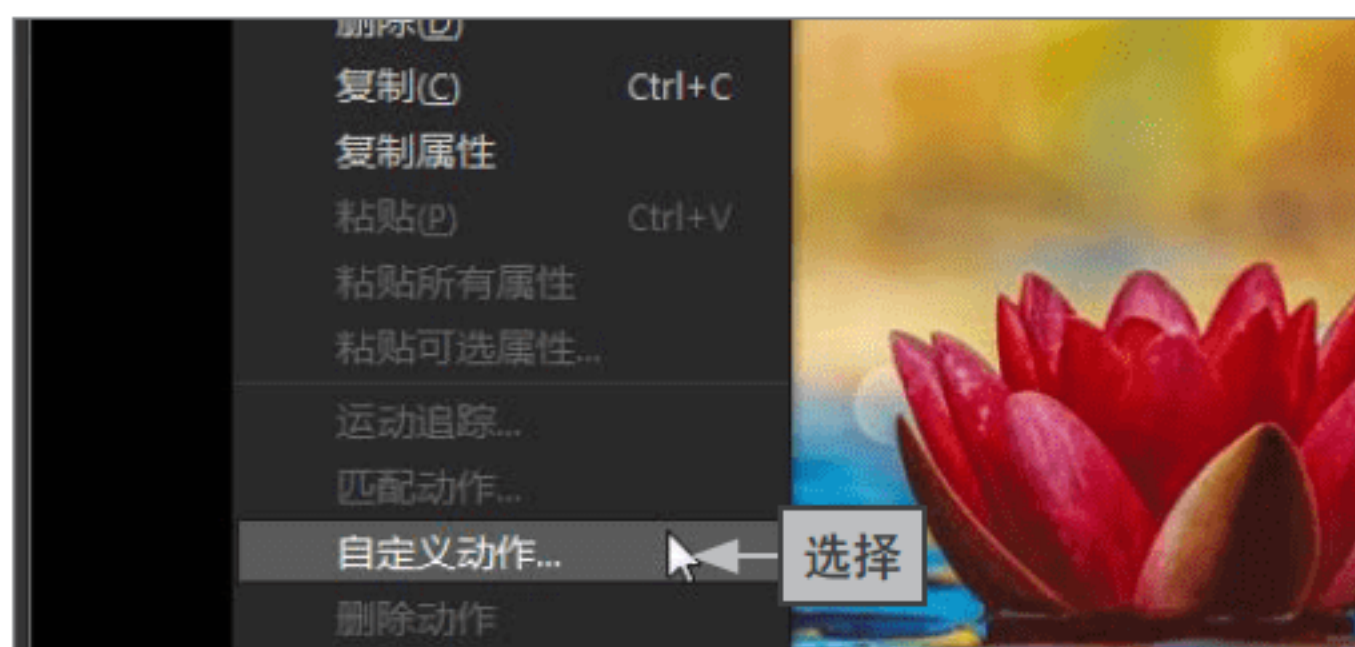 删除(D)
复制(C) Ctrl+C
复制属性
粘贴(P) Ctrl+V
粘贴所有属性
粘贴可选属性...
运动追踪...
匹配动作...
自定义动作...
选择
删除动作